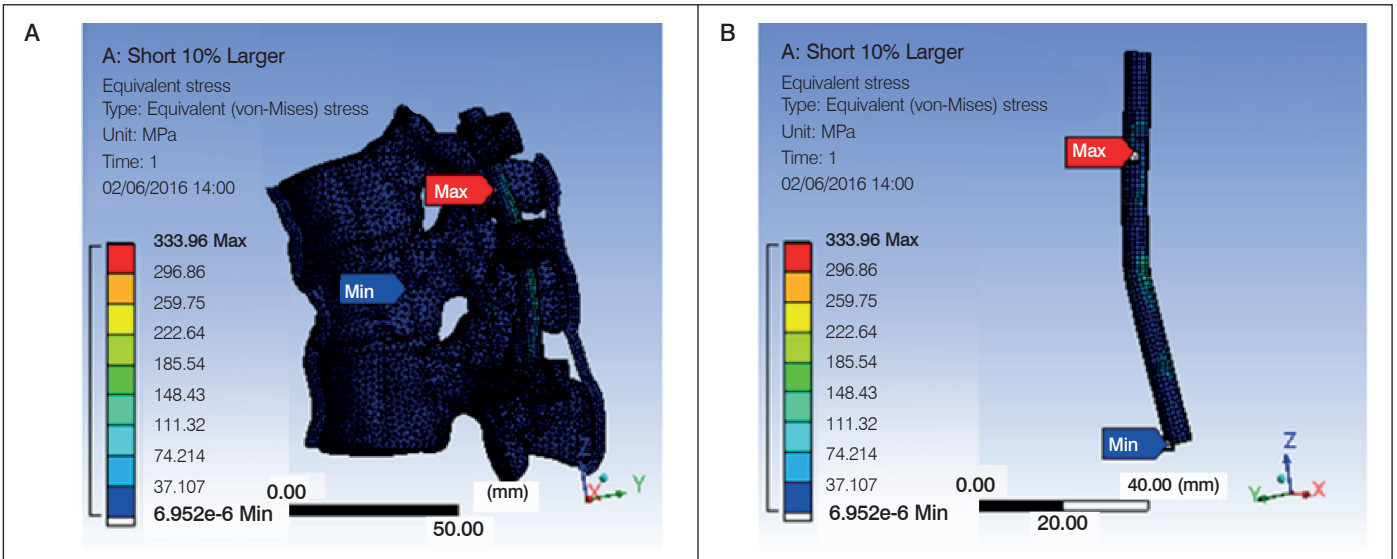 A
A: Short 10% Larger
Equivalent stress
Type: Equivalent (von-Mises) stress
Unit: MPa
Time: 1
02/06/2016 14:00
Max
Min
333.96 Max
296.86
259.75
222.64
185.54
148.43
111.32
74.214
37.107
6.952e-6 Min
0.00
(mm)
50.00
Z
X
Y
B
A: Short 10% Larger
Equivalent stress
Type: Equivalent (von-Mises) stress
Unit: MPa
Time: 1
02/06/2016 14:00
Max
333.96 Max
296.86
259.75
222.64
185.54
148.43
111.32
74.214
37.107
6.952e-6 Min
Min
0.00
40.00 (mm)
20.00
Z
Y
X